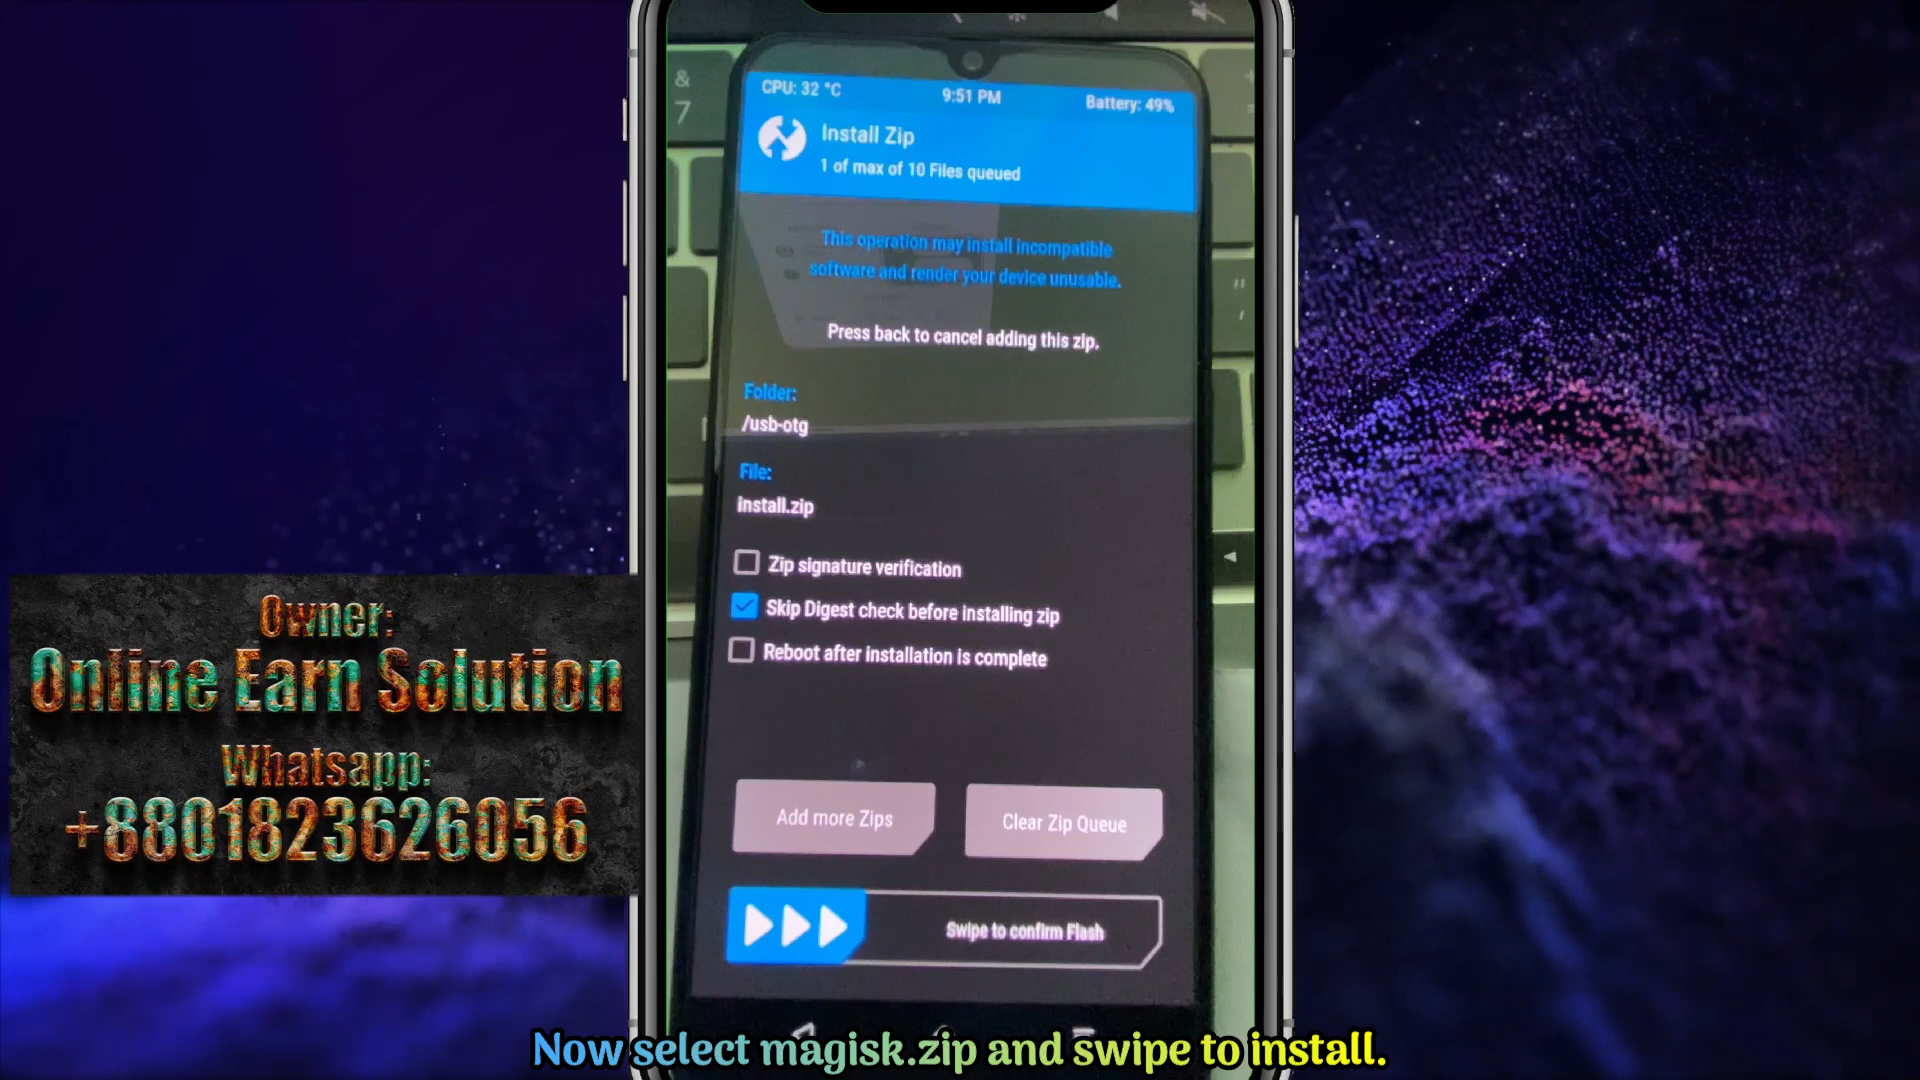 &
7
CPU: 32 °C
9:51 PM
Battery: 49%
Install Zip
1 of max of 10 Files queued
This operation may install incompatible
software and render your device unusable.
Press back to cancel adding this zip.
Folder:
/usb-otg
File:
install.zip
Zip signature verification
Skip Digest check before installing zip
Reboot after installation is complete
Add more Zips
Clear Zip Queue
Swipe to confirm Flash
Owner:
Online Earn Solution
Whatsapp:
+8801823626056
Now select magisk.zip and swipe to install.